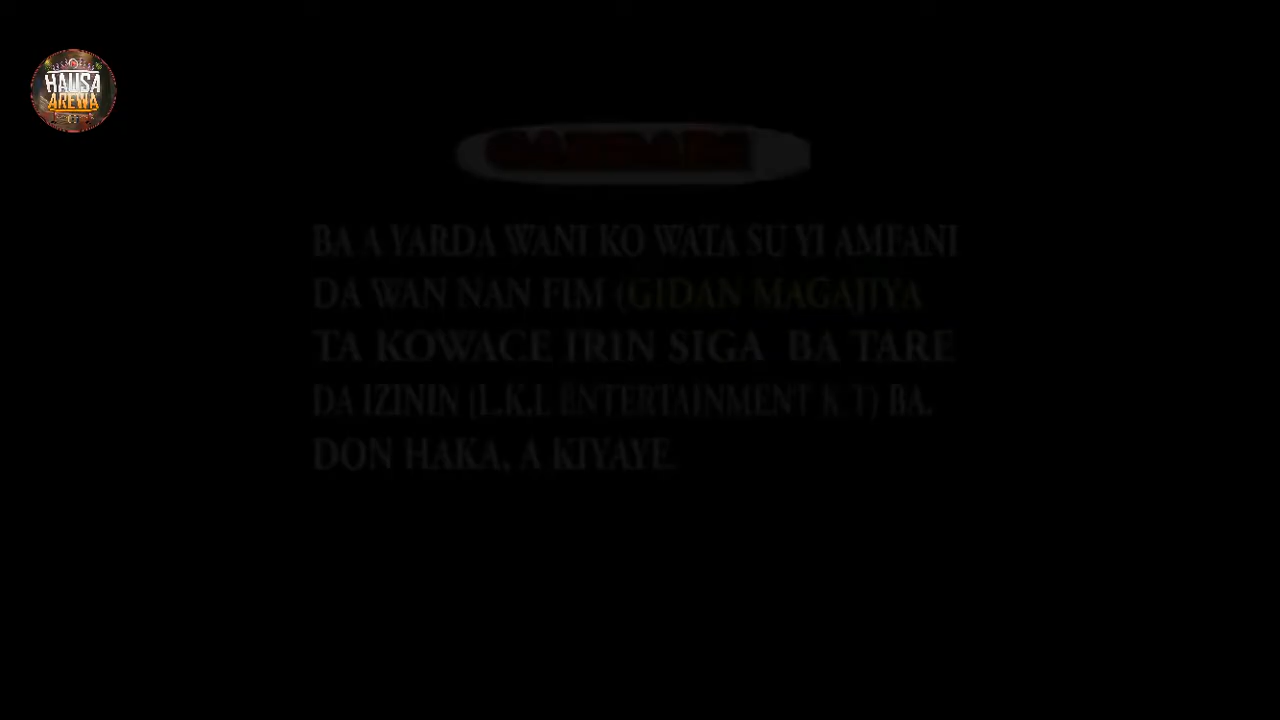 HAUSA
AREWA
GARGADI
BA A YARDA WANI KO WATA SU YI AMFANI
DA WAN NAN FIM (GIDAN MAGAJIYA
TA KOWACE IRIN SIGA BA TARE
DA IZININ (L.K.L ENTERTAINMENT K.T) BA.
DON HAKA, A KIYAYE.